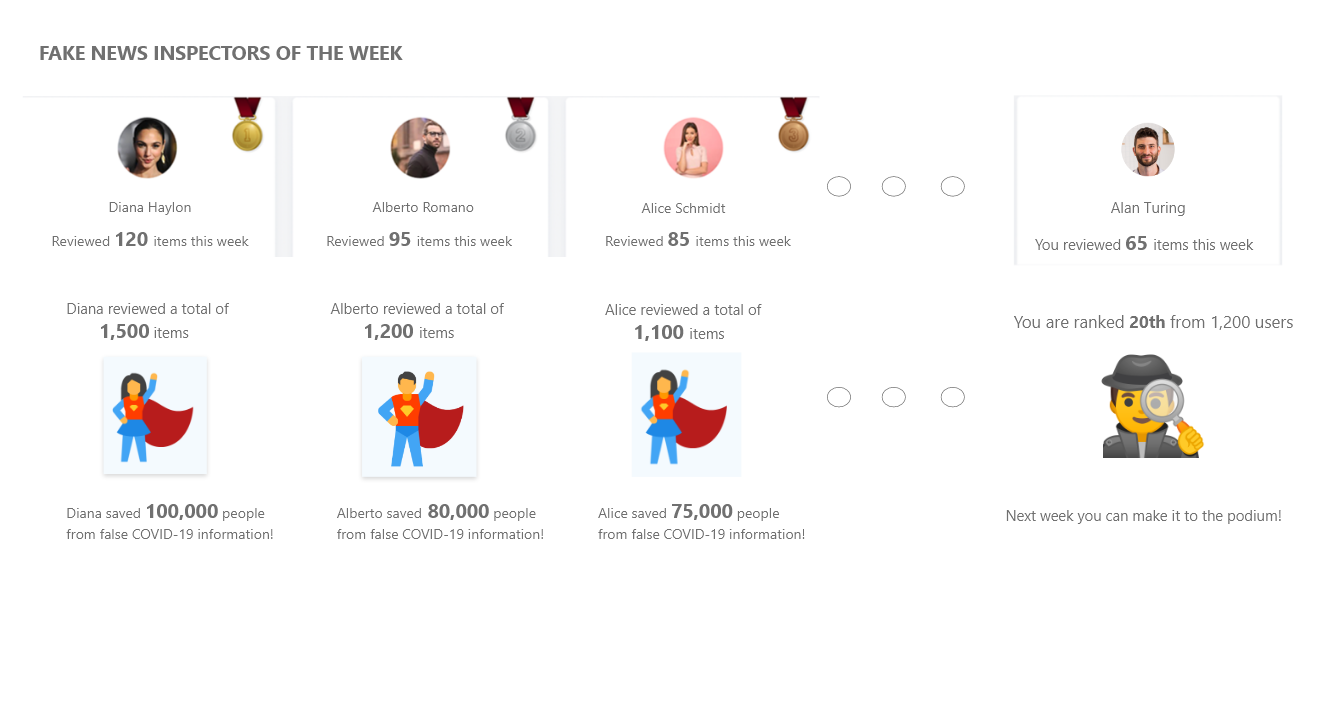 FAKE NEWS INSPECTORS OF THE WEEK
1
2
3
Diana Haylon
Alberto Romano
Alice Schmidt
Alan Turing
Reviewed 120 items this week
Reviewed 95 items this week
Reviewed 85 items this week
You reviewed 65 items this week
Diana reviewed a total of
1,500 items
Alberto reviewed a total of
1,200 items
Alice reviewed a total of
1,100 items
You are ranked 20th from 1,200 users
Diana saved 100,000 people
from false COVID-19 information!
Alberto saved 80,000 people
from false COVID-19 information!
Alice saved 75,000 people
from false COVID-19 information!
Next week you can make it to the podium!